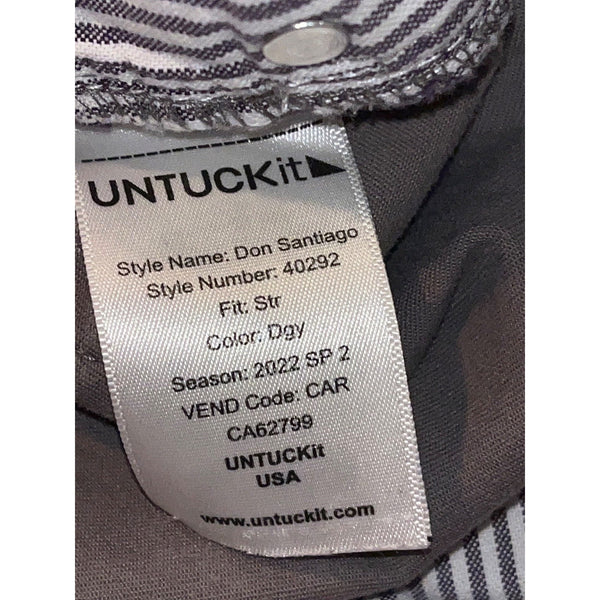 UNTUCKit
Style Name: Don Santiago
Style Number: 40292
Fit: Str
Color: Dgy
Season: 2022 SP 2
VEND Code: CAR
CA62799
UNTUCKit
USA
www.untuckit.com